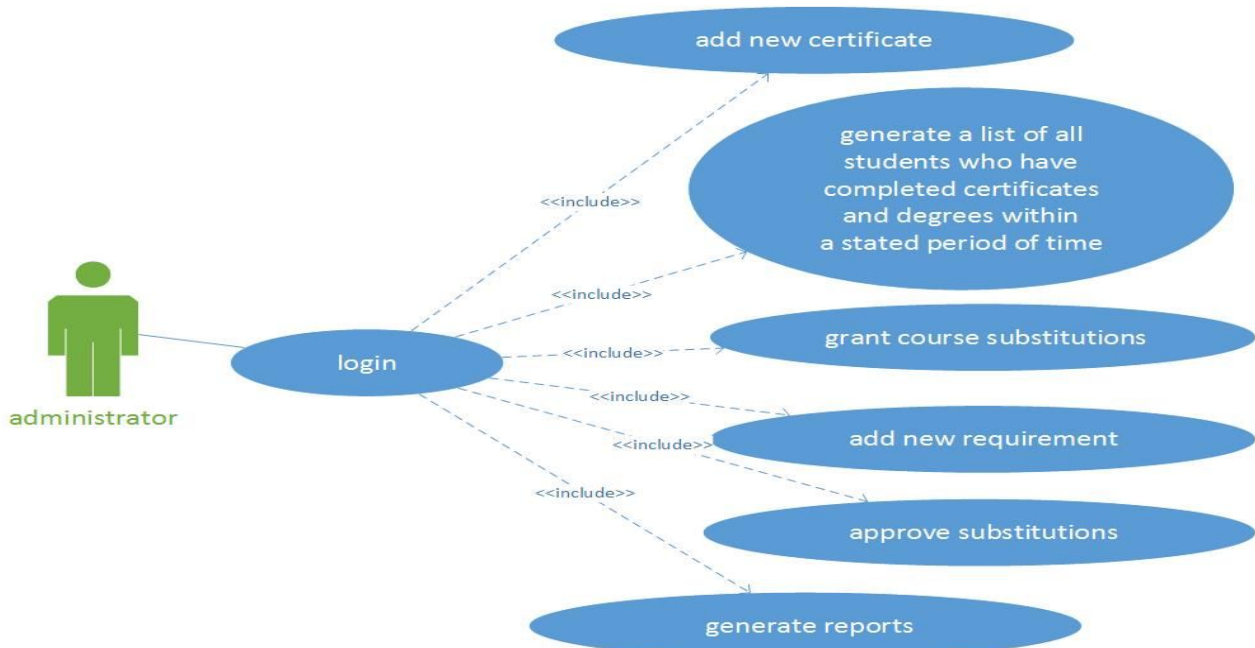 add new certificate
generate a list of all
students who have
completed certificates
and degrees within
a stated period of time
<<include>>
<<include>>
grant course substitutions
<<include>>
login
<<include>>
administrator
add new requirement
<<include>>
<<include>>
approve substitutions
generate reports